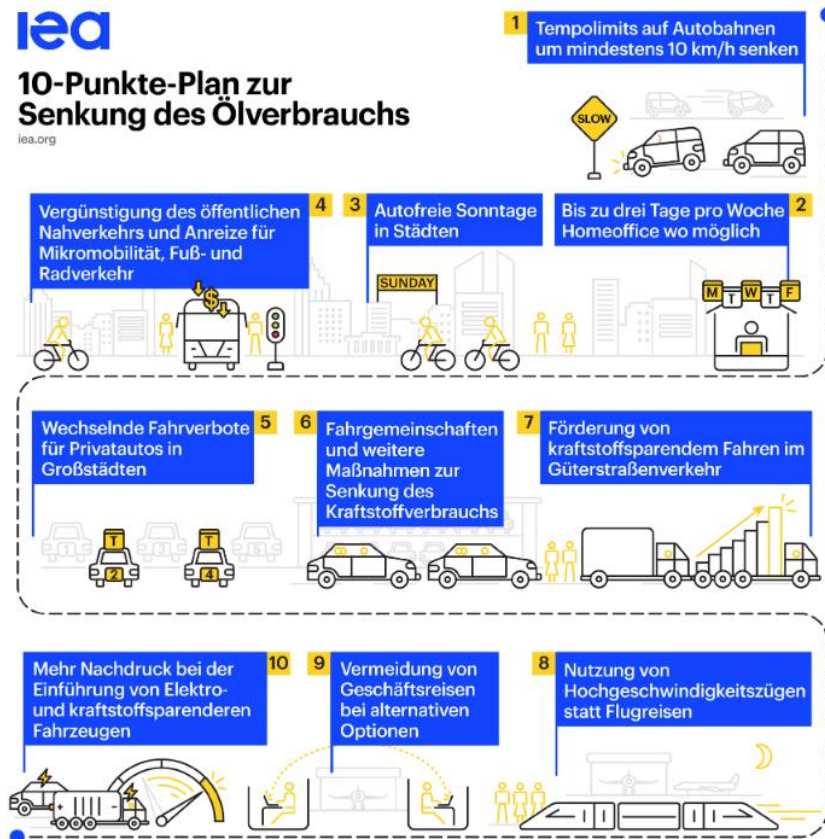 iea
10-Punkte-Plan zur
Senkung des Ölverbrauchs
iea.org
1
Tempolimits auf Autobahnen
um mindestens 10 km/h senken
SLOW
2
Bis zu drei Tage pro Woche
Homeoffice wo möglich
M T W T F
3
Autofreie Sonntage
in Städten
SUNDAY
4
Vergünstigung des öffentlichen
Nahverkehrs und Anreize für
Mikromobilität, Fuß- und
Radverkehr
$
5
Wechselnde Fahrverbote
für Privatautos in
Großstädten
T T
1 2 3 4 5
6
Fahrgemeinschaften
und weitere
Maßnahmen zur
Senkung des
Kraftstoffverbrauchs
7
Förderung von
kraftstoffsparendem Fahren im
Güterstraßenverkehr
8
Nutzung von
Hochgeschwindigkeitszügen
statt Flugreisen
9
Vermeidung von
Geschäftsreisen
bei alternativen
Optionen
10
Mehr Nachdruck bei der
Einführung von Elektro-
und kraftstoffsparenderen
Fahrzeugen